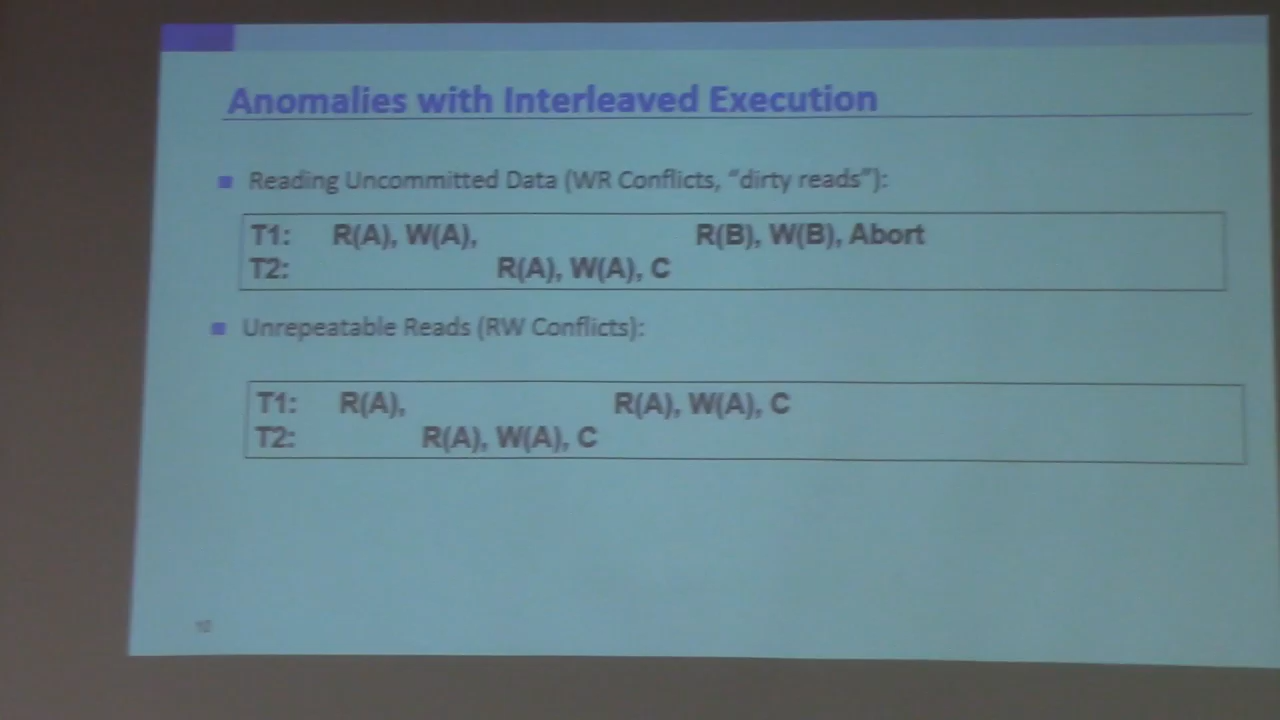 Anomalies with Interleaved Execution
Reading Uncommitted Data (WR Conflicts, “dirty reads”):
T1: R(A), W(A), R(B), W(B), Abort
T2: R(A), W(A), C
Unrepeatable Reads (RW Conflicts):
T1: R(A), R(A), W(A), C
T2: R(A), W(A), C